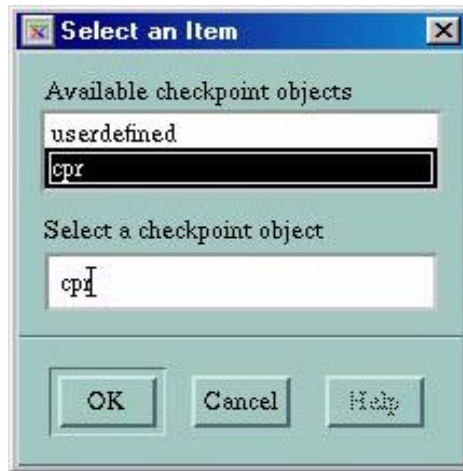 Select an Item
Available checkpoint objects
userdefined
cpr
Select a checkpoint object
cpr
OK Cancel Help